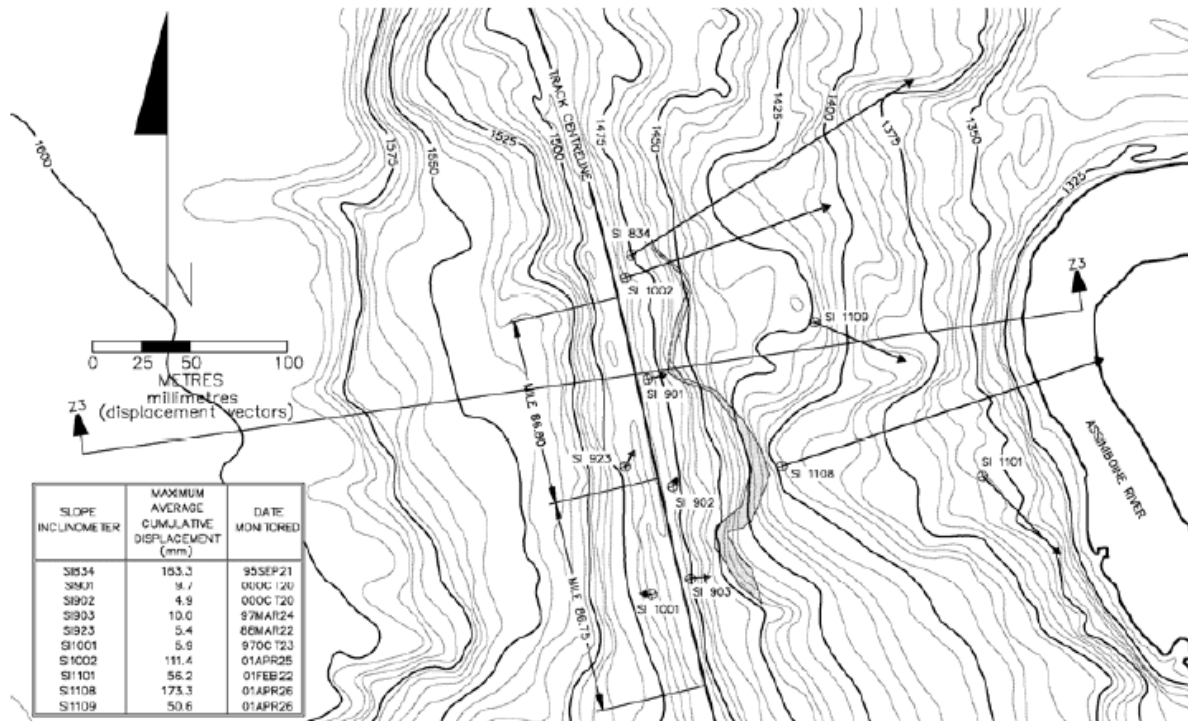 1600
1575
1550
1525
1500
TRACK CENTRELINE
1475
1450
1425
1400
1375
1350
1325
SI 834
SI 1002
SI 1109
Z3
0 25 50 100
METRES
millimetres
(displacement vectors)
Z3
MILE 86.80
SI 901
SI 923
SI 902
SI 1108
SI 1101
ASSINIBOINE RIVER
SI 903
SI 1001
MILE 86.75
SLOPE INCLINOMETER MAXIMUM AVERAGE CUMULATIVE DISPLACEMENT (mm) DATE MONITORED
SI834 163.3 95SEP21
SI901 9.7 00OCT20
SI902 4.9 00OCT20
SI903 10.0 97MAR24
SI923 5.4 88MAR22
SI1001 5.9 97OCT23
SI1002 111.4 01APR25
SI1101 56.2 01FEB22
SI1108 173.3 01APR26
SI1109 50.6 01APR26